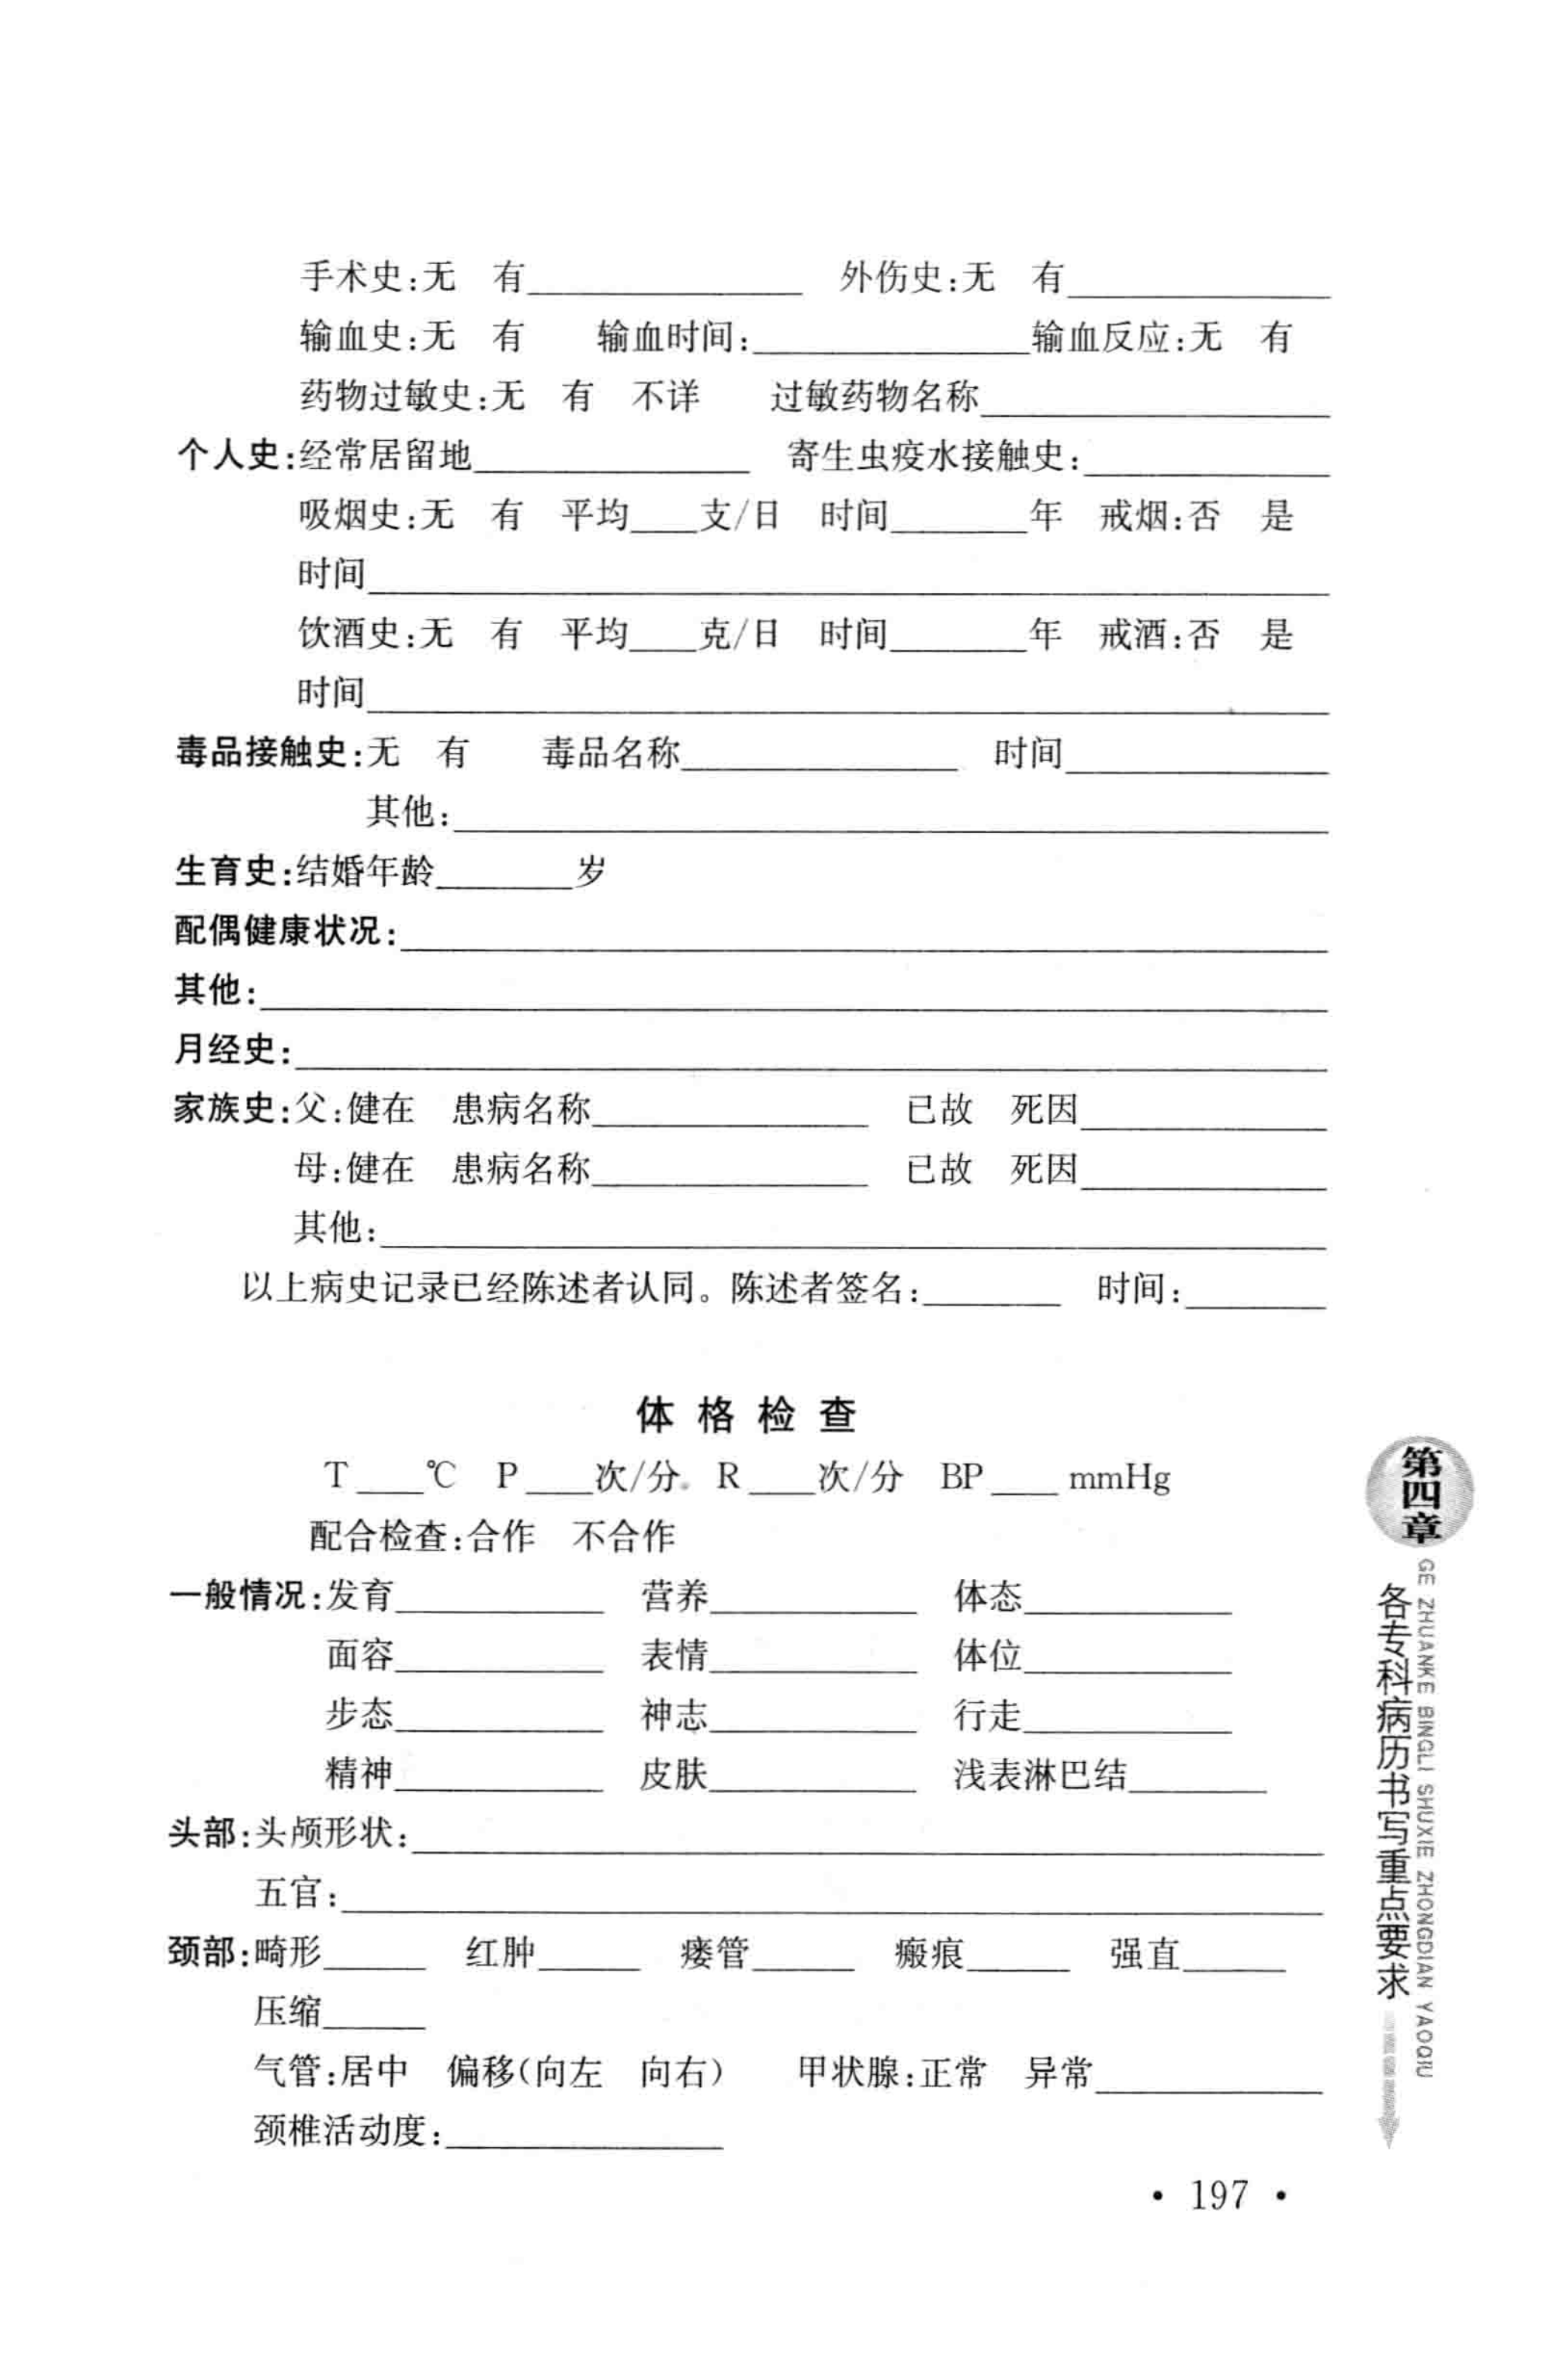 手术史:无　有________________　外伤史:无　有________________
输血史:无　有　　输血时间:________________输血反应:无　有
药物过敏史:无　有　不详　　过敏药物名称____________________
个人史:经常居留地________________　寄生虫疫水接触史:______________
吸烟史:无　有　平均____支/日　时间________年　戒烟:否　是
时间________________________________________________________
饮酒史:无　有　平均____克/日　时间________年　戒酒:否　是
时间________________________________________________________
毒品接触史:无　有　　毒品名称________________　时间________________
其他:____________________________________________________
生育史:结婚年龄________岁
配偶健康状况:______________________________________________________
其他:______________________________________________________________
月经史:____________________________________________________________
家族史:父:健在　患病名称________________　已故　死因______________
母:健在　患病名称________________　已故　死因______________
其他:________________________________________________________
以上病史记录已经陈述者认同。陈述者签名:________　时间:________
体格检查
T____℃　P____次/分　R____次/分　BP____mmHg
配合检查:合作　不合作
一般情况:发育____________　营养____________　体态____________
面容____________　表情____________　体位____________
步态____________　神志____________　行走____________
精神____________　皮肤____________　浅表淋巴结________
头部:头颅形状:______________________________________________________
五官:__________________________________________________________
颈部:畸形______　红肿______　瘘管______　瘢痕______　强直______
压缩______
气管:居中　偏移(向左　向右)　　甲状腺:正常　异常______________
颈椎活动度:________________
第四章
各专科病历书写重点要求
GE ZHUANKE BINGLI SHUXIE ZHONGDIAN YAOQIU
· 197 ·